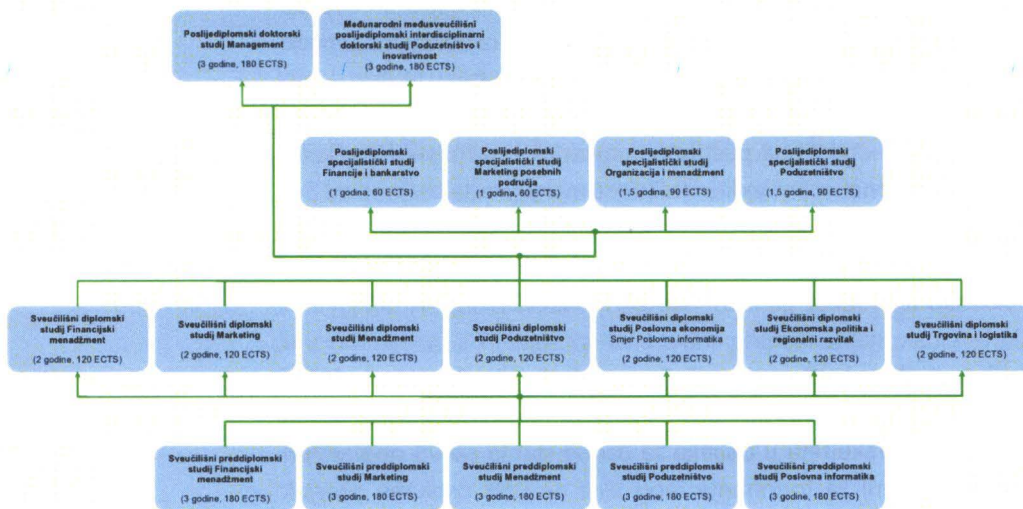 Poslijediplomski doktorski
studij Management
(3 godine, 180 ECTS)
Međunarodni međusveučilišni
poslijediplomski interdisciplinarni
doktorski studij Poduzetništvo i
inovativnost
(3 godine, 180 ECTS)
Poslijediplomski
specijalistički studij
Financije i bankarstvo
(1 godina, 60 ECTS)
Poslijediplomski
specijalistički studij
Marketing posebnih
područja
(1 godina, 60 ECTS)
Poslijediplomski
specijalistički studij
Organizacija i menadžment
(1,5 godina, 90 ECTS)
Poslijediplomski
specijalistički studij
Poduzetništvo
(1,5 godina, 90 ECTS)
Sveučilišni diplomski
studij Financijski
menadžment
(2 godine, 120 ECTS)
Sveučilišni diplomski
studij Marketing
(2 godine, 120 ECTS)
Sveučilišni diplomski
studij Menadžment
(2 godine, 120 ECTS)
Sveučilišni diplomski
studij Poduzetništvo
(2 godine, 120 ECTS)
Sveučilišni diplomski
studij Poslovna ekonomija
Smjer Poslovna informatika
(2 godine, 120 ECTS)
Sveučilišni diplomski
studij Ekonomska politika i
regionalni razvitak
(2 godine, 120 ECTS)
Sveučilišni diplomski
studij Trgovina i logistika
(2 godine, 120 ECTS)
Sveučilišni preddiplomski
studij Financijski
menadžment
(3 godine, 180 ECTS)
Sveučilišni preddiplomski
studij Marketing
(3 godine, 180 ECTS)
Sveučilišni preddiplomski
studij Menadžment
(3 godine, 180 ECTS)
Sveučilišni preddiplomski
studij Poduzetništvo
(3 godine, 180 ECTS)
Sveučilišni preddiplomski
studij Poslovna informatika
(3 godine, 180 ECTS)